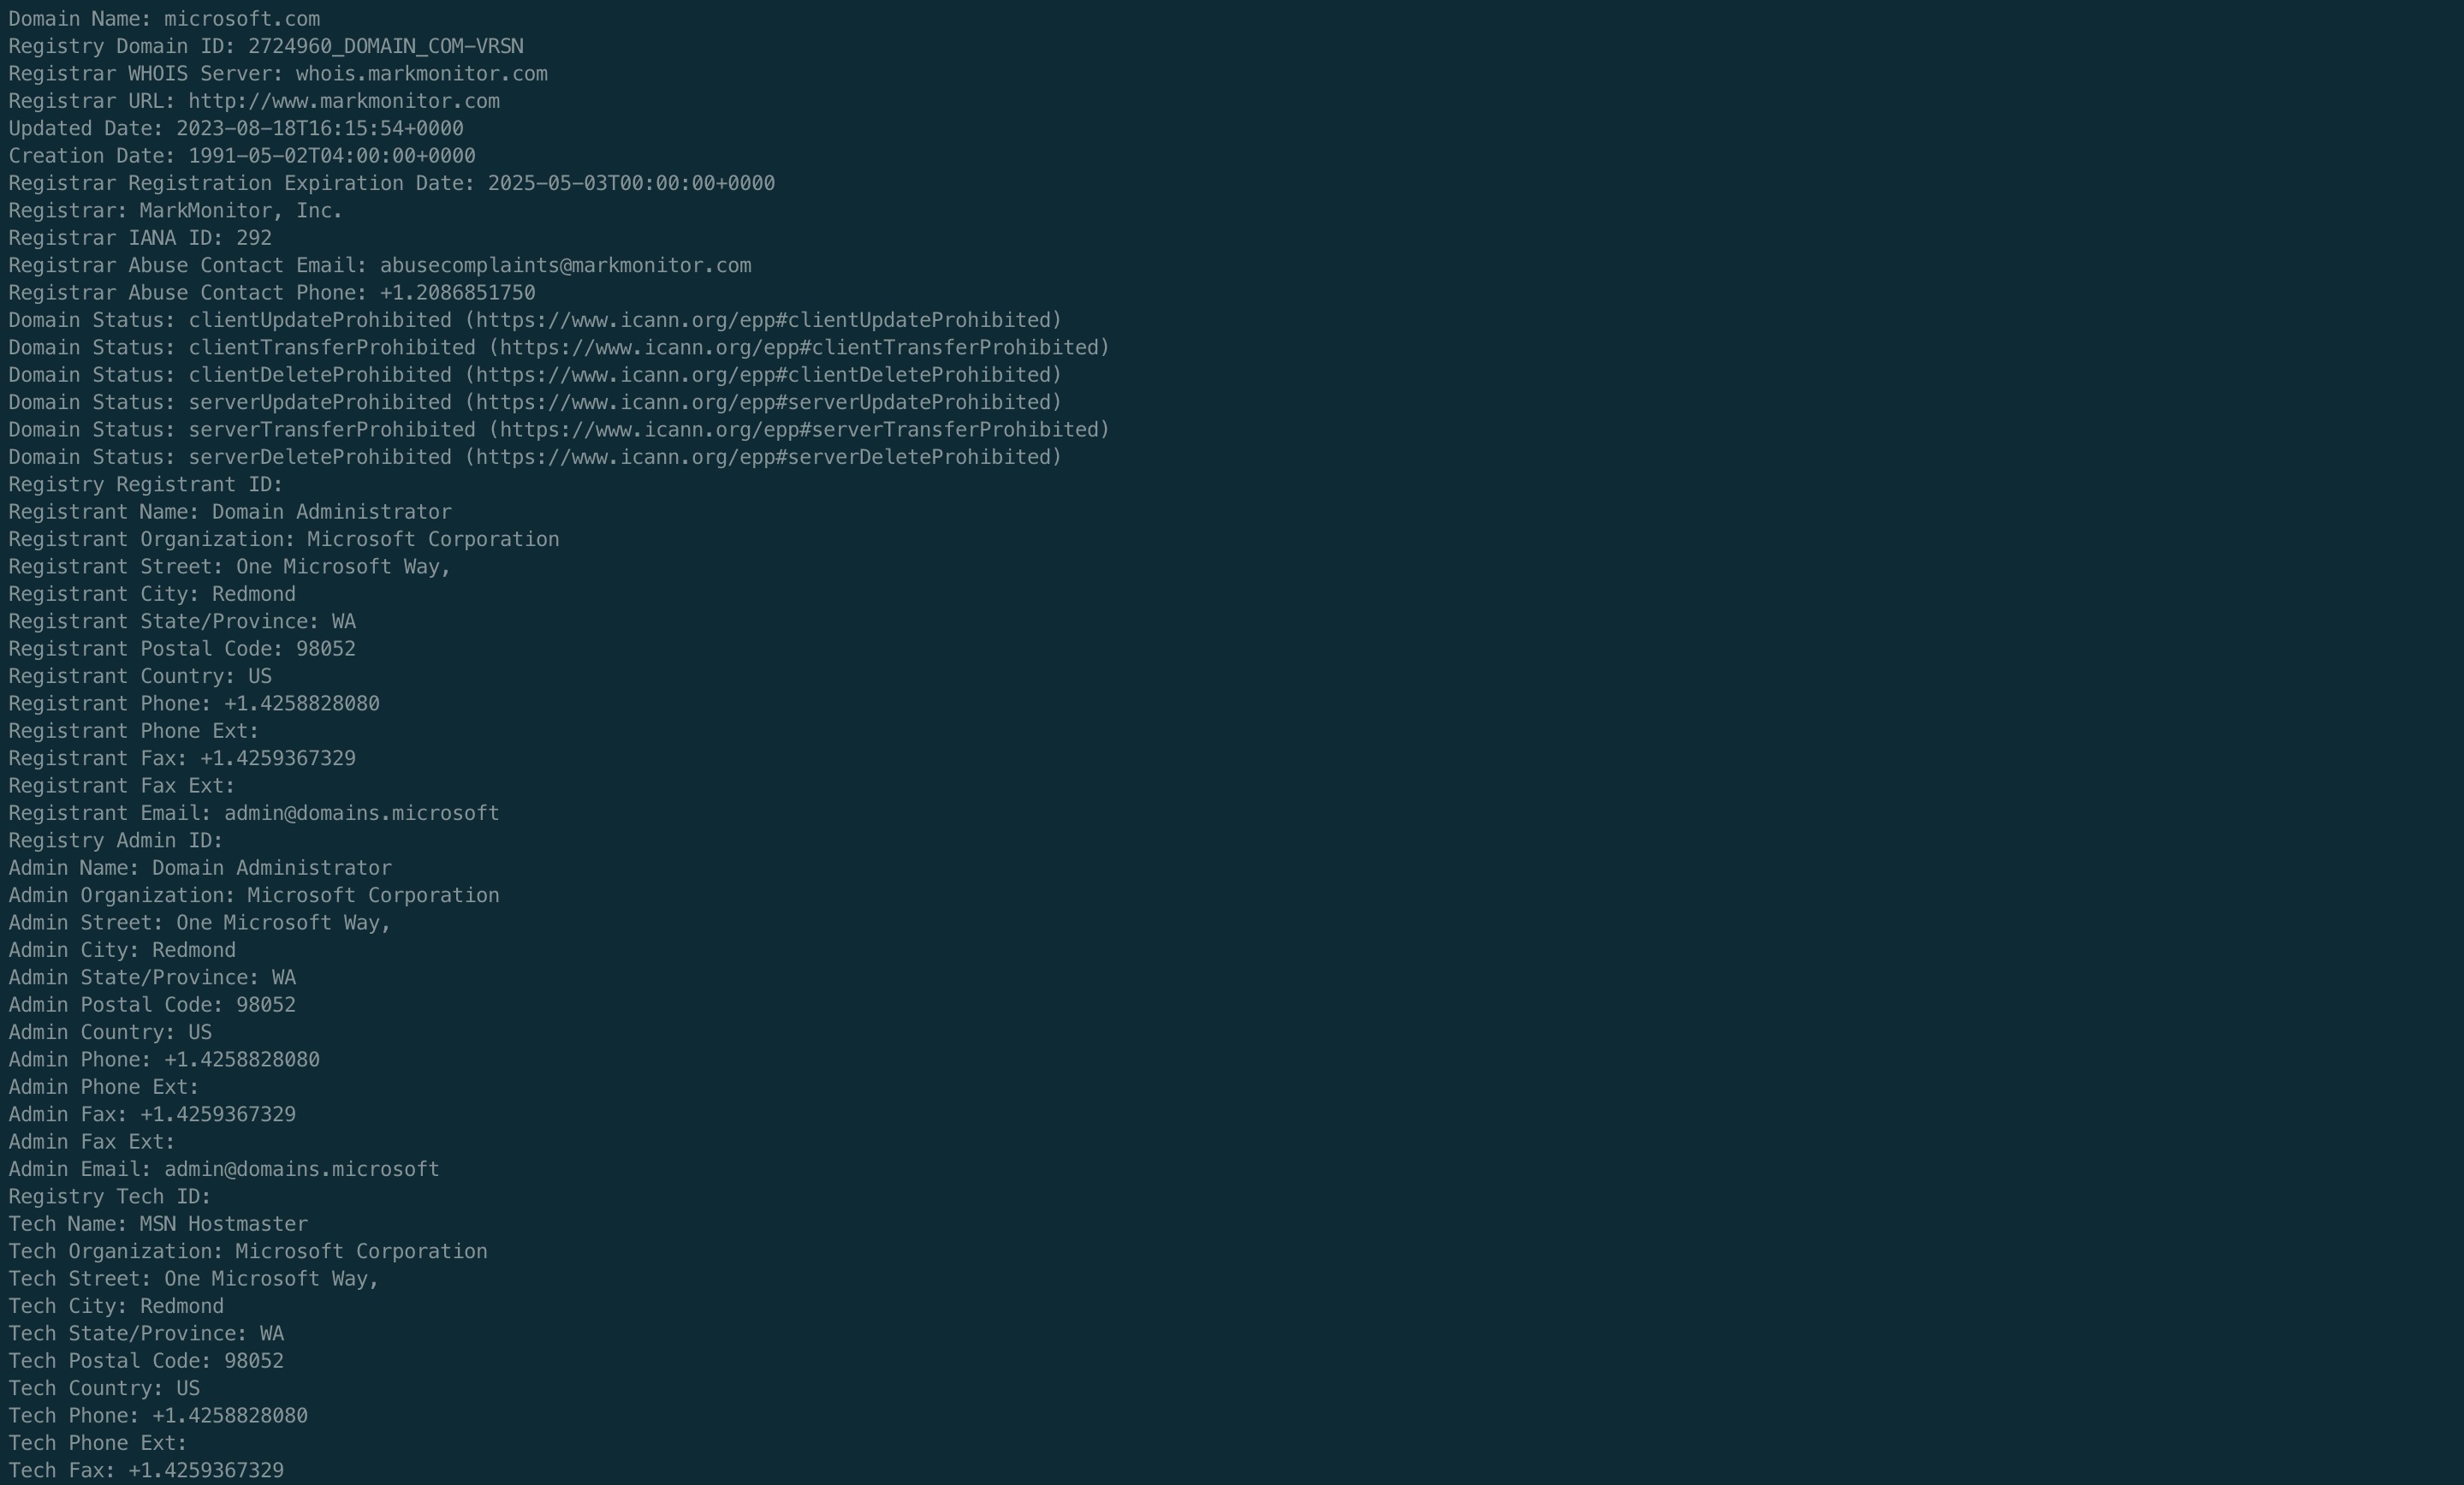 Domain Name: microsoft.com
Registry Domain ID: 2724960_DOMAIN_COM-VRSN
Registrar WHOIS Server: whois.markmonitor.com
Registrar URL: http://www.markmonitor.com
Updated Date: 2023-08-18T16:15:54+0000
Creation Date: 1991-05-02T04:00:00+0000
Registrar Registration Expiration Date: 2025-05-03T00:00:00+0000
Registrar: MarkMonitor, Inc.
Registrar IANA ID: 292
Registrar Abuse Contact Email: abusecomplaints@markmonitor.com
Registrar Abuse Contact Phone: +1.2086851750
Domain Status: clientUpdateProhibited (https://www.icann.org/epp#clientUpdateProhibited)
Domain Status: clientTransferProhibited (https://www.icann.org/epp#clientTransferProhibited)
Domain Status: clientDeleteProhibited (https://www.icann.org/epp#clientDeleteProhibited)
Domain Status: serverUpdateProhibited (https://www.icann.org/epp#serverUpdateProhibited)
Domain Status: serverTransferProhibited (https://www.icann.org/epp#serverTransferProhibited)
Domain Status: serverDeleteProhibited (https://www.icann.org/epp#serverDeleteProhibited)
Registry Registrant ID:
Registrant Name: Domain Administrator
Registrant Organization: Microsoft Corporation
Registrant Street: One Microsoft Way,
Registrant City: Redmond
Registrant State/Province: WA
Registrant Postal Code: 98052
Registrant Country: US
Registrant Phone: +1.4258828080
Registrant Phone Ext:
Registrant Fax: +1.4259367329
Registrant Fax Ext:
Registrant Email: admin@domains.microsoft
Registry Admin ID:
Admin Name: Domain Administrator
Admin Organization: Microsoft Corporation
Admin Street: One Microsoft Way,
Admin City: Redmond
Admin State/Province: WA
Admin Postal Code: 98052
Admin Country: US
Admin Phone: +1.4258828080
Admin Phone Ext:
Admin Fax: +1.4259367329
Admin Fax Ext:
Admin Email: admin@domains.microsoft
Registry Tech ID:
Tech Name: MSN Hostmaster
Tech Organization: Microsoft Corporation
Tech Street: One Microsoft Way,
Tech City: Redmond
Tech State/Province: WA
Tech Postal Code: 98052
Tech Country: US
Tech Phone: +1.4258828080
Tech Phone Ext:
Tech Fax: +1.4259367329